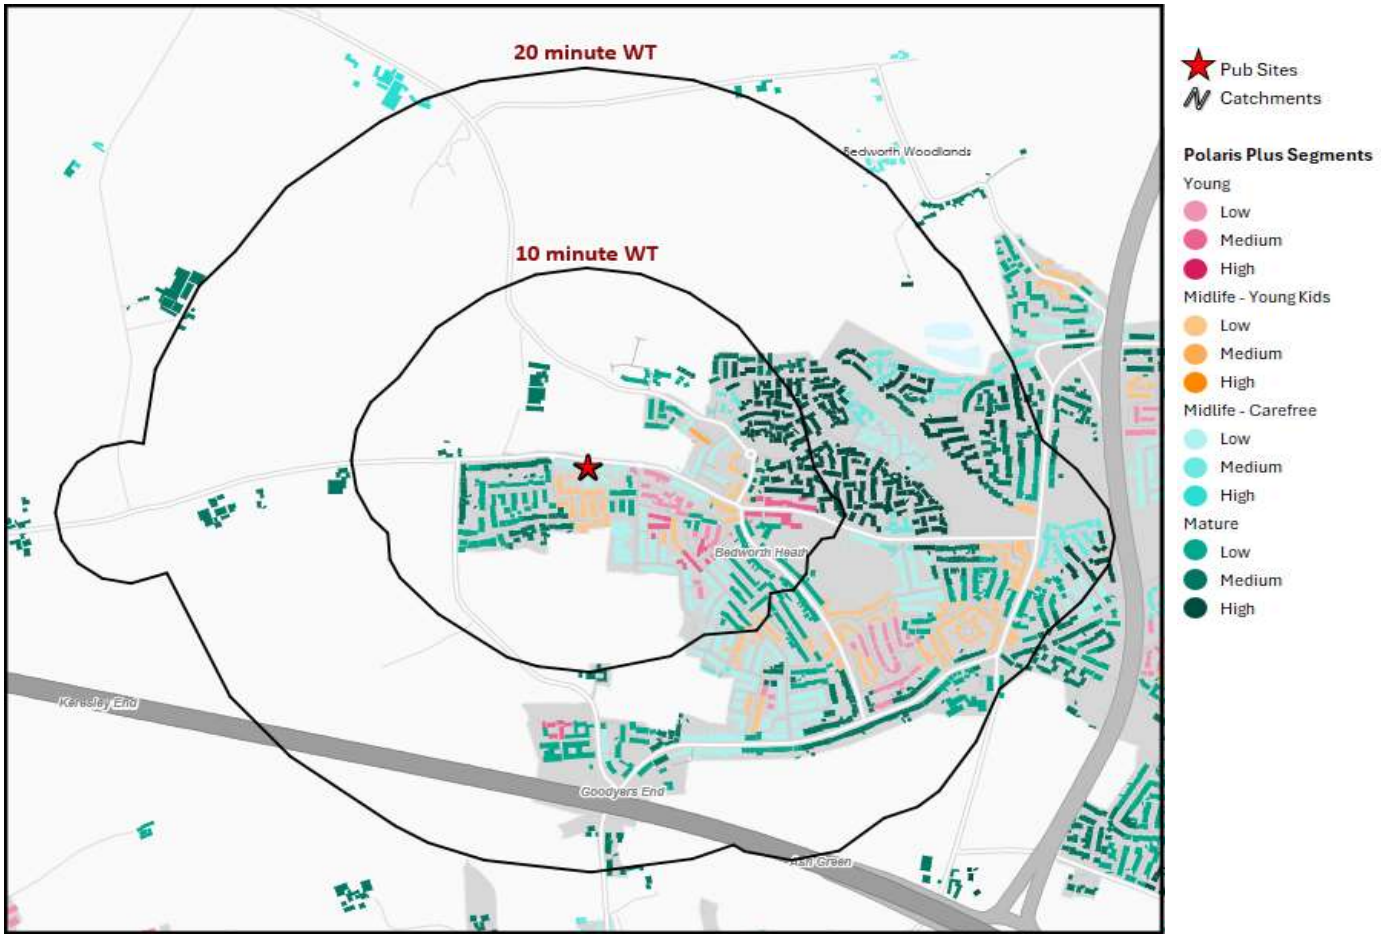 20 minute WT
Bedworth Woodlands
10 minute WT
Bedworth Heath
Keresley End
Goodyers End
Ash Green
Pub Sites
Catchments
Polaris Plus Segments
Young
Low
Medium
High
Midlife - Young Kids
Low
Medium
High
Midlife - Carefree
Low
Medium
High
Mature
Low
Medium
High